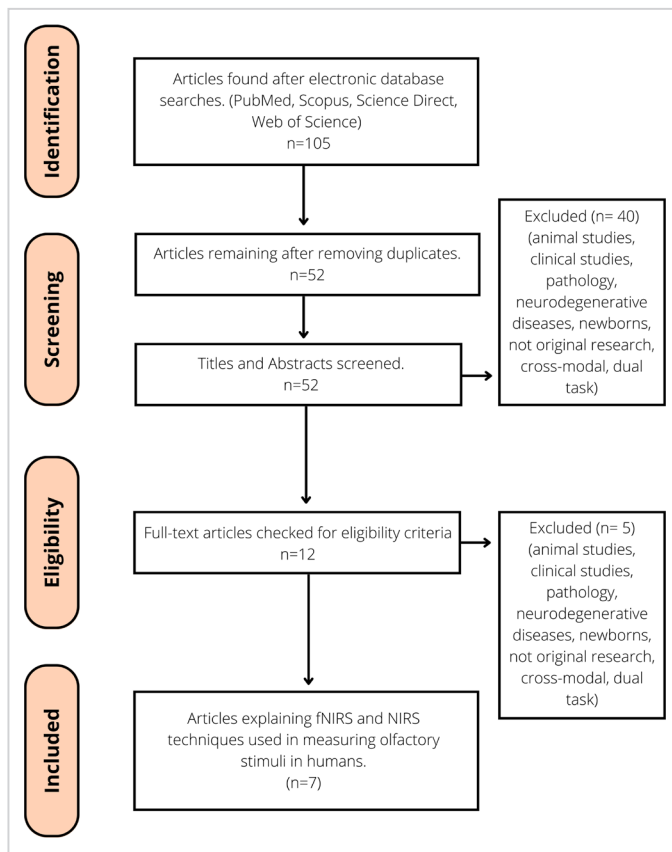 Identification
Articles found after electronic database
searches. (PubMed, Scopus, Science Direct,
Web of Science)
n=105
Screening
Articles remaining after removing duplicates.
n=52
Titles and Abstracts screened.
n=52
Excluded (n= 40)
(animal studies,
clinical studies,
pathology,
neurodegenerative
diseases, newborns,
not original research,
cross-modal, dual
task)
Eligibility
Full-text articles checked for eligibility criteria
n=12
Excluded (n= 5)
(animal studies,
clinical studies,
pathology,
neurodegenerative
diseases, newborns,
not original research,
cross-modal, dual
task)
Included
Articles explaining fNIRS and NIRS
techniques used in measuring olfactory
stimuli in humans.
(n=7)